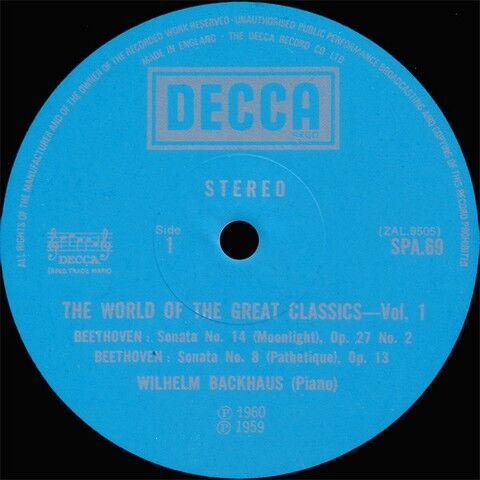 ALL RIGHTS OF THE MANUFACTURER AND OF THE OWNER OF THE RECORDED WORK RESERVED · UNAUTHORISED PUBLIC PERFORMANCE BROADCASTING AND COPYING OF THIS RECORD PROHIBITED
MADE IN ENGLAND · THE DECCA RECORD CO. LTD.
DECCA
STEREO
Side
1
(ZAL.9505)
SPA.69
DECCA
(REGD. TRADE MARK)
THE WORLD OF THE GREAT CLASSICS—Vol. 1
BEETHOVEN: Sonata No. 14 (Moonlight), Op. 27 No. 2
BEETHOVEN: Sonata No. 8 (Pathetique), Op. 13
WILHELM BACKHAUS (Piano)
℗ 1960
℗ 1959